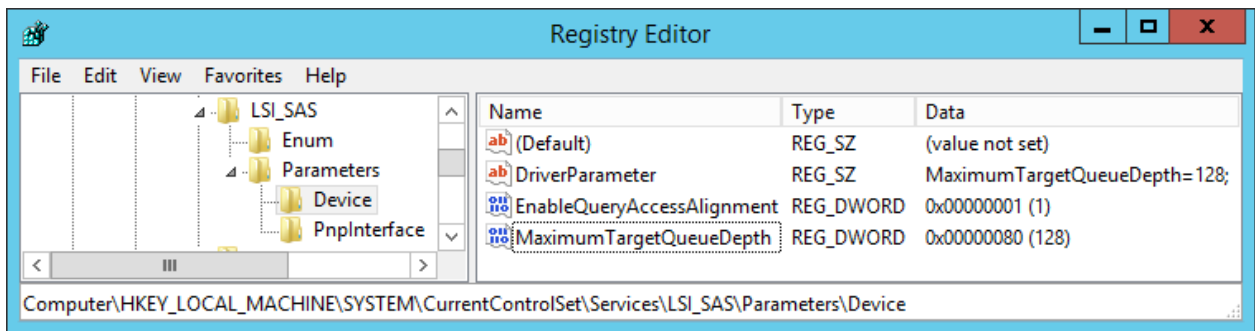 Registry Editor
File Edit View Favorites Help
LSI_SAS
Enum
Parameters
Device
PnpInterface
Name Type Data
(Default) REG_SZ (value not set)
DriverParameter REG_SZ MaximumTargetQueueDepth=128;
EnableQueryAccessAlignment REG_DWORD 0x00000001 (1)
MaximumTargetQueueDepth REG_DWORD 0x00000080 (128)
Computer\HKEY_LOCAL_MACHINE\SYSTEM\CurrentControlSet\Services\LSI_SAS\Parameters\Device